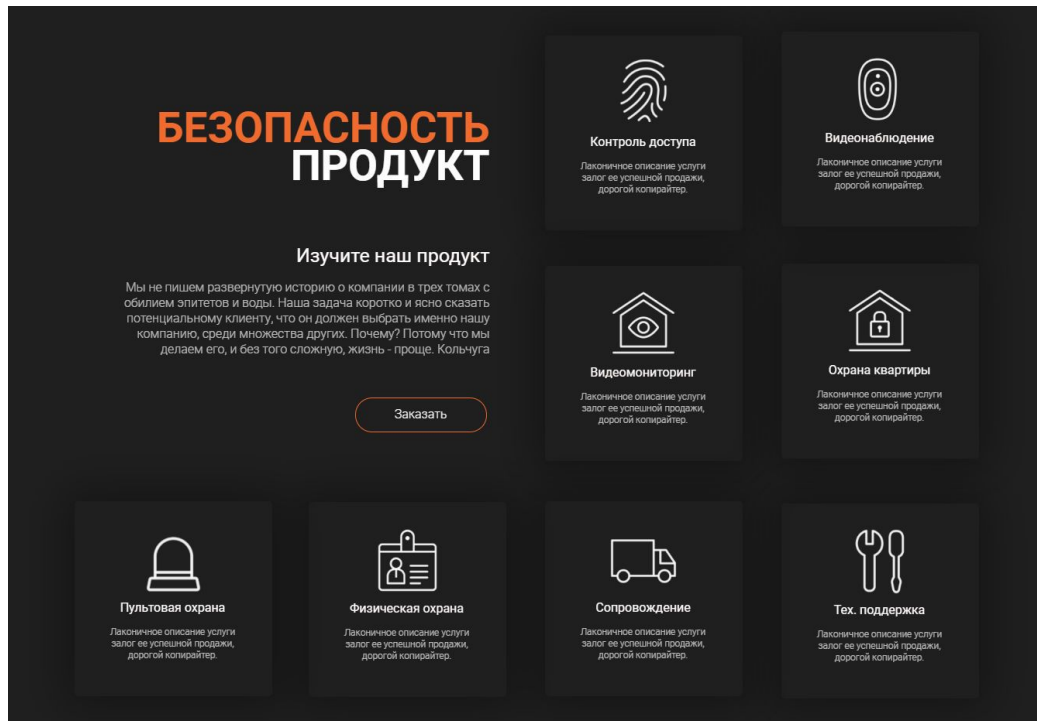 БЕЗОПАСНОСТЬ
ПРОДУКТ
Изучите наш продукт
Мы не пишем развернутую историю о компании в трех томах с
обилием эпитетов и воды. Наша задача коротко и ясно сказать
потенциальному клиенту, что он должен выбрать именно нашу
компанию, среди множества других. Почему? Потому что мы
делаем его, и без того сложную, жизнь - проще. Кольчуга
Заказать
Контроль доступа
Лаконичное описание услуги
залог ее успешной продажи,
дорогой копирайтер.
Видеонаблюдение
Лаконичное описание услуги
залог ее успешной продажи,
дорогой копирайтер.
Видеомониторинг
Лаконичное описание услуги
залог ее успешной продажи,
дорогой копирайтер.
Охрана квартиры
Лаконичное описание услуги
залог ее успешной продажи,
дорогой копирайтер.
Пультовая охрана
Лаконичное описание услуги
залог ее успешной продажи,
дорогой копирайтер.
Физическая охрана
Лаконичное описание услуги
залог ее успешной продажи,
дорогой копирайтер.
Сопровождение
Лаконичное описание услуги
залог ее успешной продажи,
дорогой копирайтер.
Тех. поддержка
Лаконичное описание услуги
залог ее успешной продажи,
дорогой копирайтер.